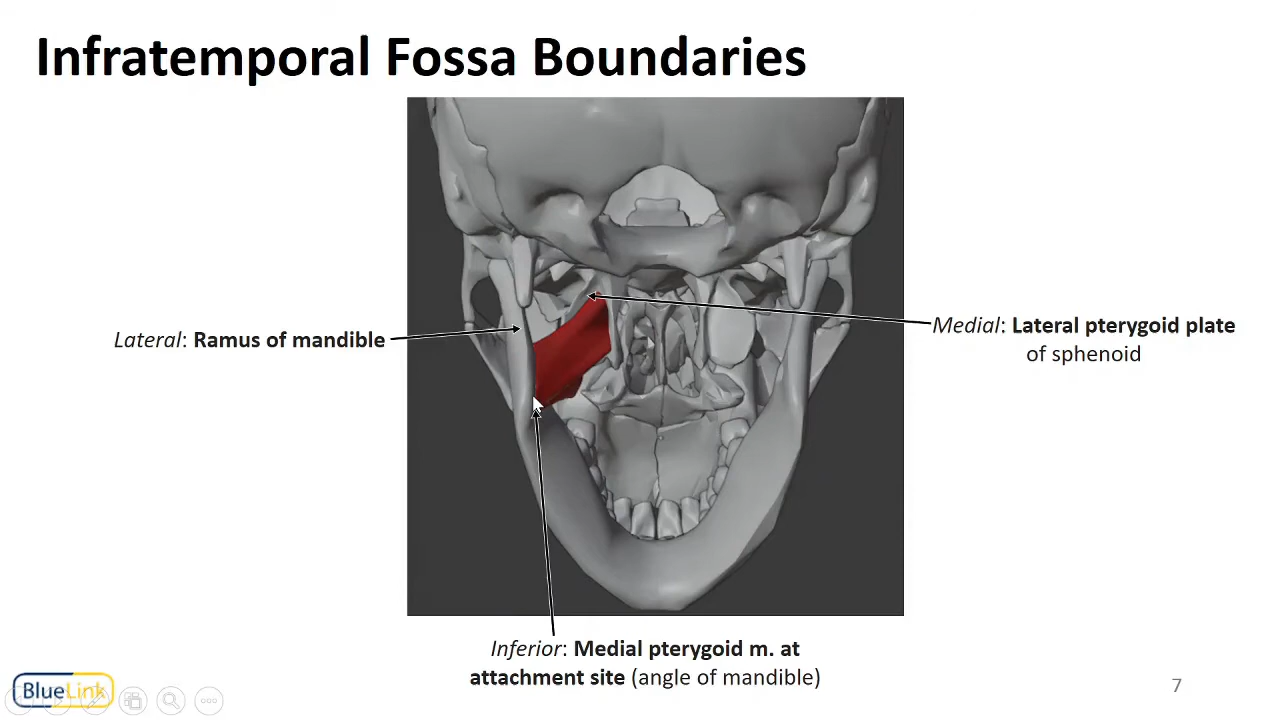 Infratemporal Fossa Boundaries
Lateral: Ramus of mandible
Medial: Lateral pterygoid plate
of sphenoid
Inferior: Medial pterygoid m. at
attachment site (angle of mandible)
BlueLink
7